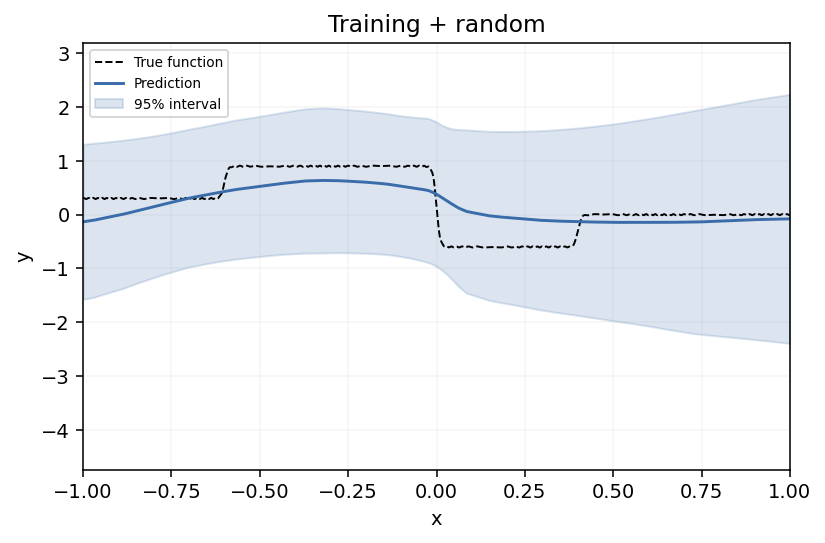 Training + random
True function
Prediction
95% interval
3
2
1
0
−1
−2
−3
−4
y
−1.00 −0.75 −0.50 −0.25 0.00 0.25 0.50 0.75 1.00
x